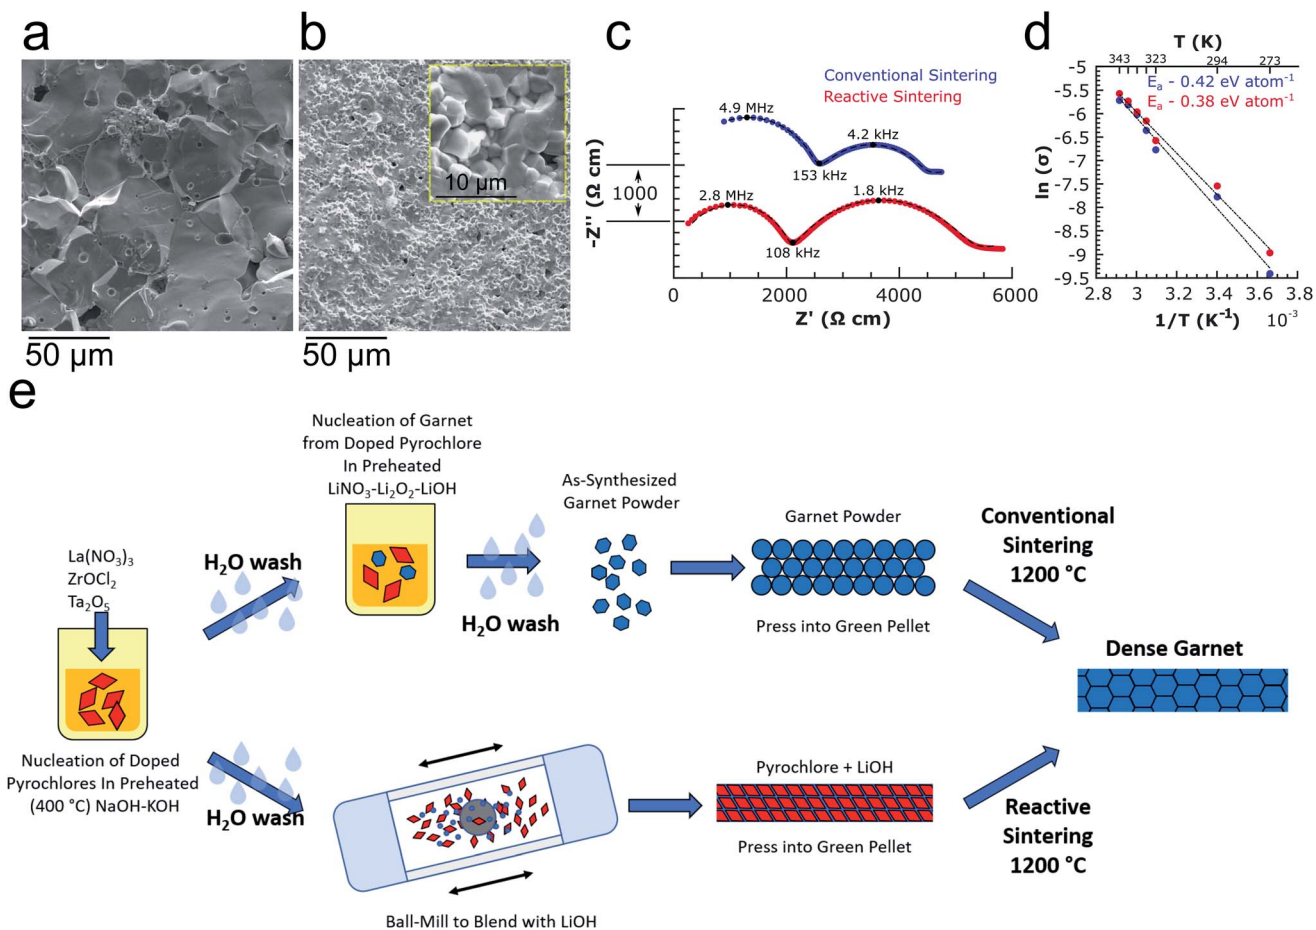 a
50 μm
b
10 μm
50 μm
c
Conventional Sintering
Reactive Sintering
4.9 MHz
4.2 kHz
153 kHz
1000
2.8 MHz
1.8 kHz
108 kHz
-Z'' (Ω cm)
0
2000
4000
6000
Z' (Ω cm)
d
T (K)
343
323
294
273
Eₐ - 0.42 eV atom⁻¹
Eₐ - 0.38 eV atom⁻¹
ln (σ)
-5
-5.5
-6
-6.5
-7
-7.5
-8
-8.5
-9
-9.5
2.8
3
3.2
3.4
3.6
3.8
1/T (K⁻¹)
10⁻³
e
La(NO₃)₃
ZrOCl₂
Ta₂O₅
Nucleation of Doped
Pyrochlores In Preheated
(400 °C) NaOH-KOH
H₂O wash
Nucleation of Garnet
from Doped Pyrochlore
In Preheated
LiNO₃-Li₂O₂-LiOH
H₂O wash
As-Synthesized
Garnet Powder
Garnet Powder
Press into Green Pellet
Conventional
Sintering
1200 °C
Dense Garnet
H₂O wash
Ball-Mill to Blend with LiOH
Pyrochlore + LiOH
Press into Green Pellet
Reactive
Sintering
1200 °C